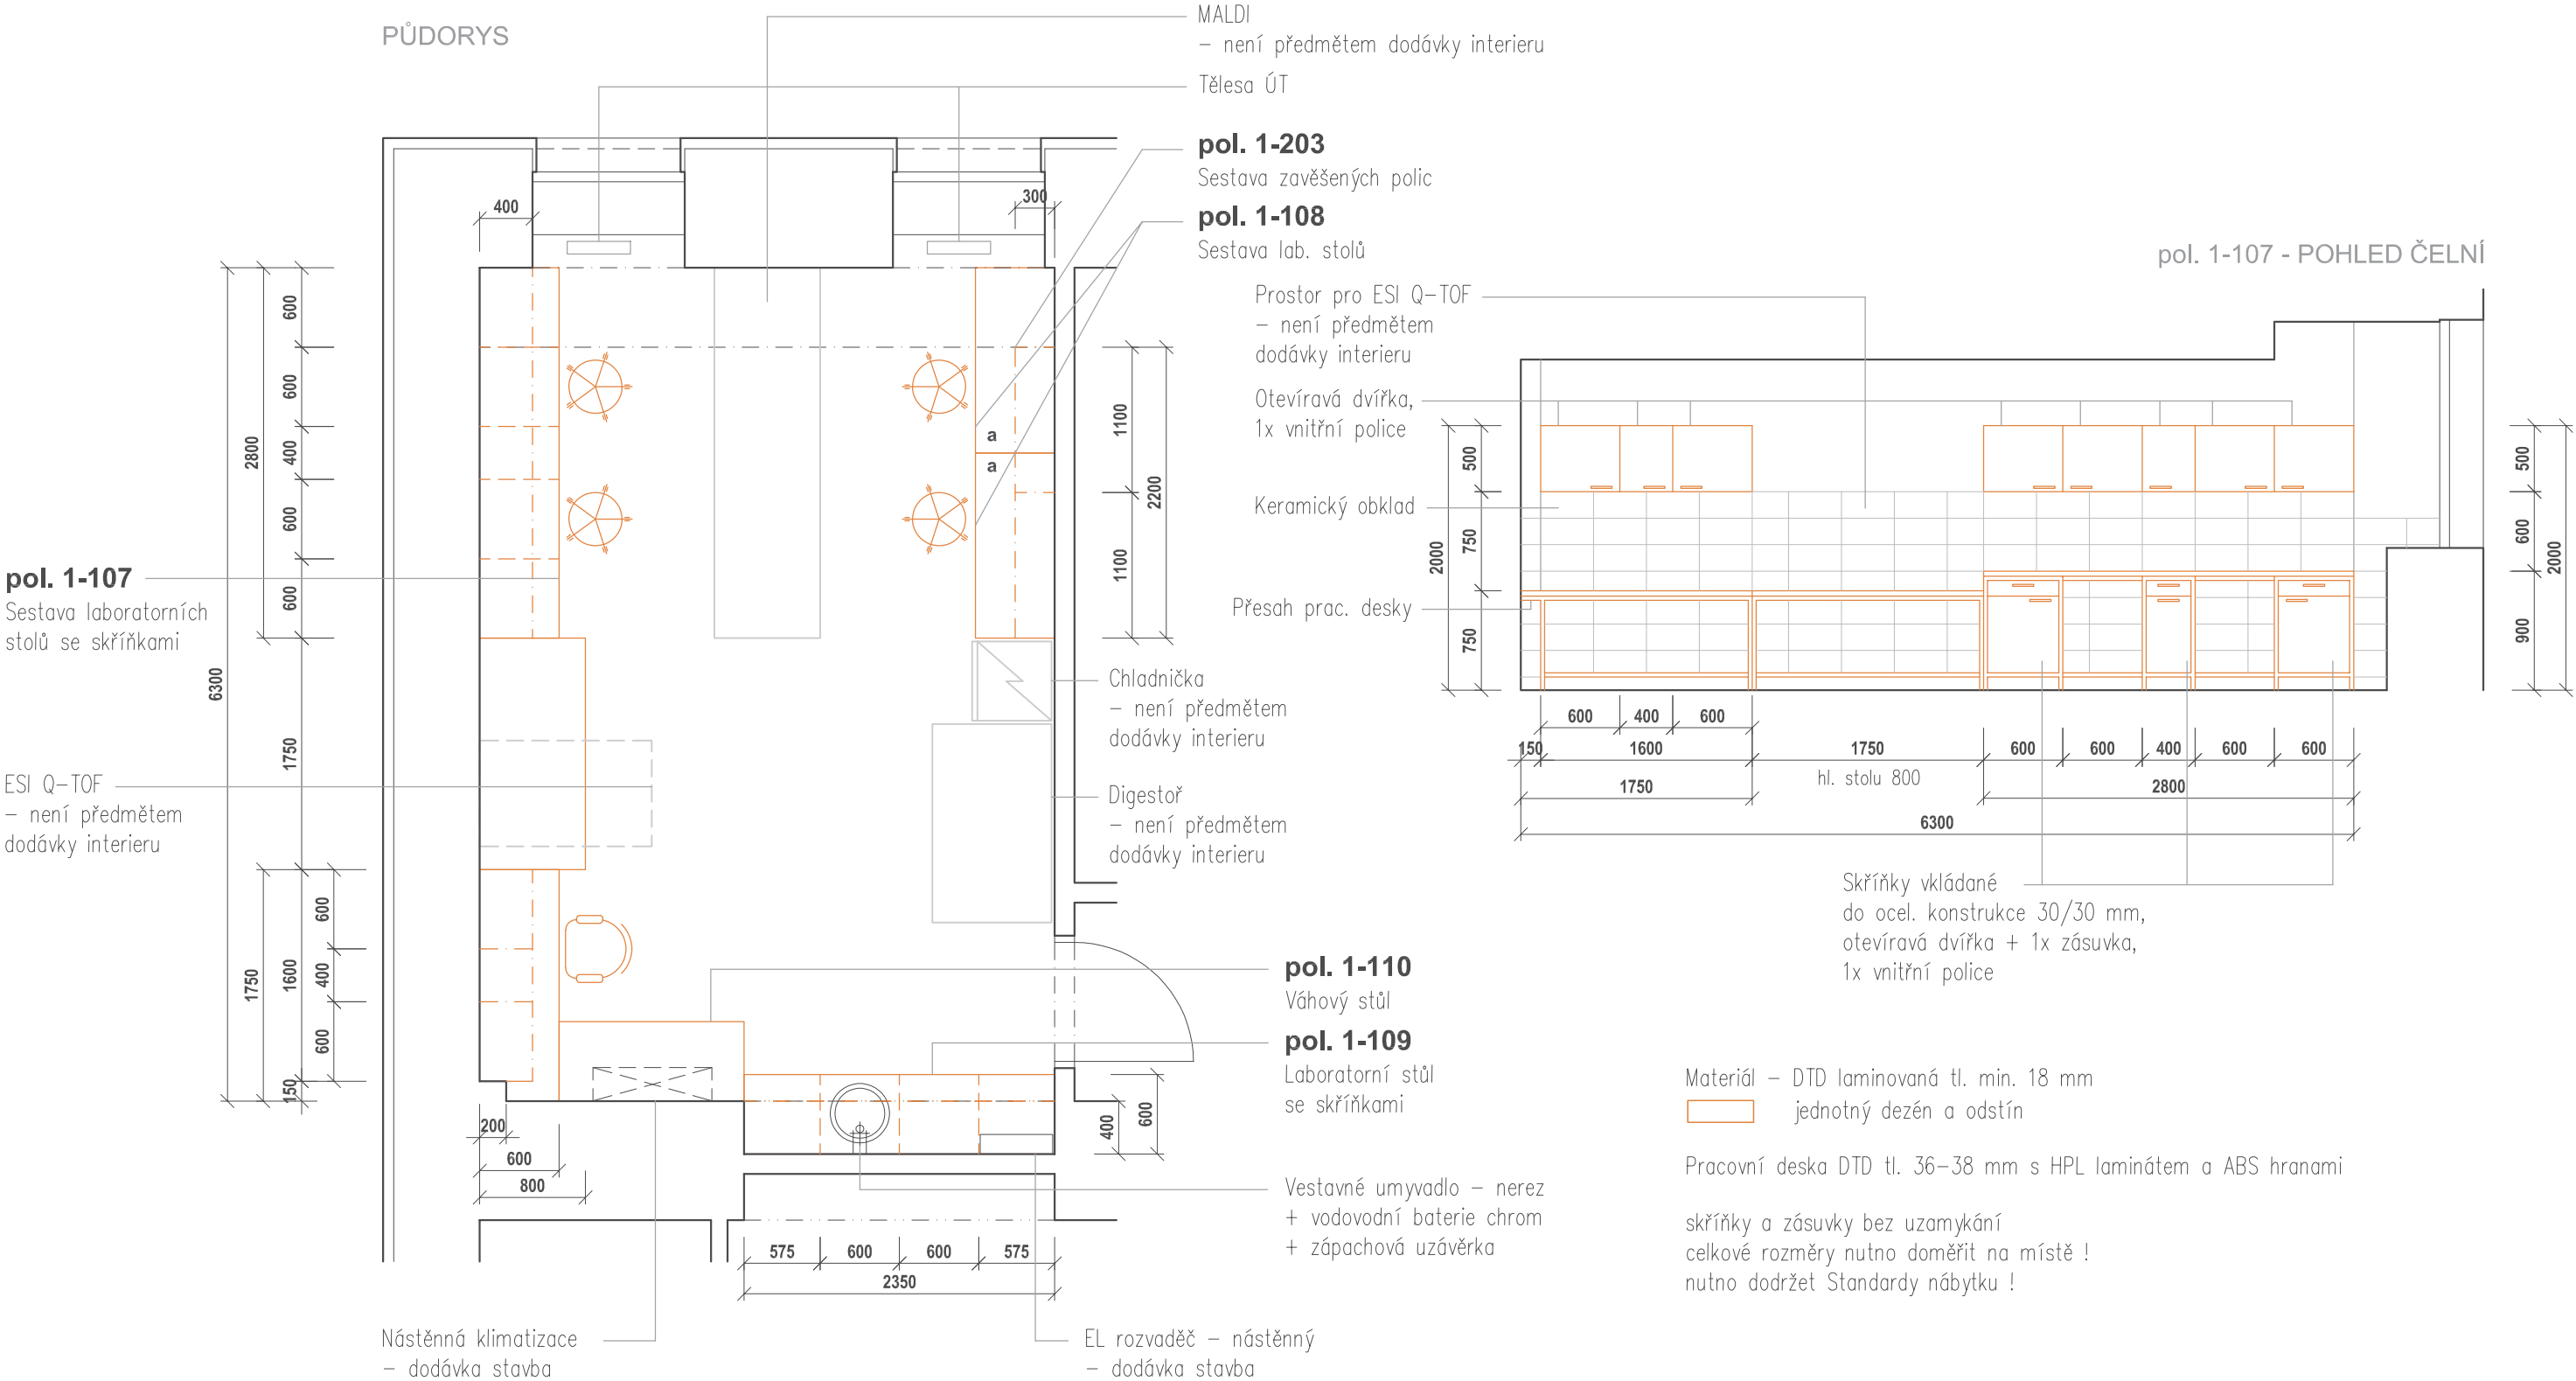 PŮDORYS
MALDI
– není předmětem dodávky interieru
Tělesa ÚT
pol. 1-203
Sestava zavěšených polic
pol. 1-108
Sestava lab. stolů
400
300
600
600
400
600
600
2800
6300
1750
1750
1600
600
400
600
150
200
600
800
a
a
1100
1100
2200
pol. 1-107
Sestava laboratorních
stolů se skříňkami
ESI Q–TOF
– není předmětem
dodávky interieru
Chladnička
– není předmětem
dodávky interieru
Digestoř
– není předmětem
dodávky interieru
pol. 1-110
Váhový stůl
pol. 1-109
Laboratorní stůl
se skříňkami
400
600
Vestavné umyvadlo – nerez
+ vodovodní baterie chrom
+ zápachová uzávěrka
575
600
600
575
2350
Nástěnná klimatizace
– dodávka stavba
EL rozvaděč – nástěnný
– dodávka stavba
pol. 1-107 - POHLED ČELNÍ
Prostor pro ESI Q–TOF
– není předmětem
dodávky interieru
Otevíravá dvířka,
1x vnitřní police
Keramický obklad
Přesah prac. desky
2000
500
750
750
500
600
900
2000
600
400
600
150
1600
1750
600
600
400
600
600
1750
hl. stolu 800
2800
6300
Skříňky vkládané
do ocel. konstrukce 30/30 mm,
otevíravá dvířka + 1x zásuvka,
1x vnitřní police
Materiál – DTD laminovaná tl. min. 18 mm
jednotný dezén a odstín
Pracovní deska DTD tl. 36–38 mm s HPL laminátem a ABS hranami
skříňky a zásuvky bez uzamykání
celkové rozměry nutno doměřit na místě !
nutno dodržet Standardy nábytku !